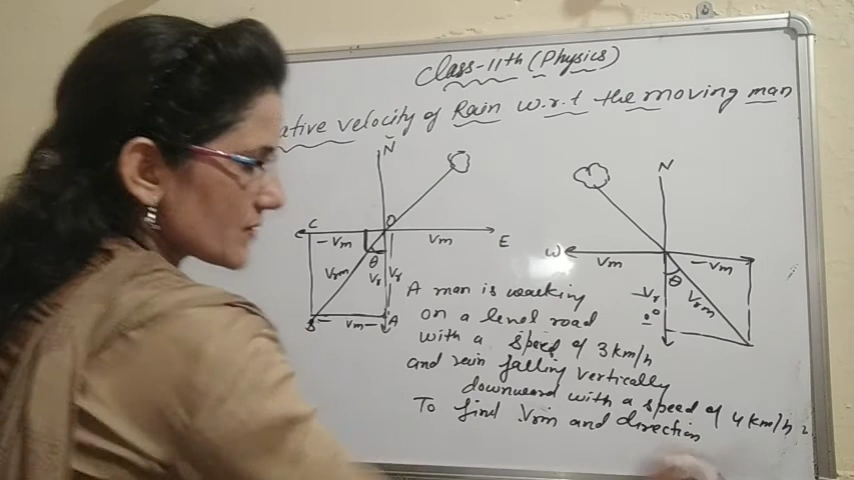 Class-11th (Physics)
ative velocity of Rain w.r.t the moving man
N
O
C
-Vm
Vm
E
θ
Vrm
Vr
Vr
B
Vm
A
N
W
Vm
-Vm
θ
Vr
Vrm
A man is walking
on a level road
with a speed of 3 km/h
and rain falling vertically
downward with a speed of 4 km/h
To find Vrm and direction